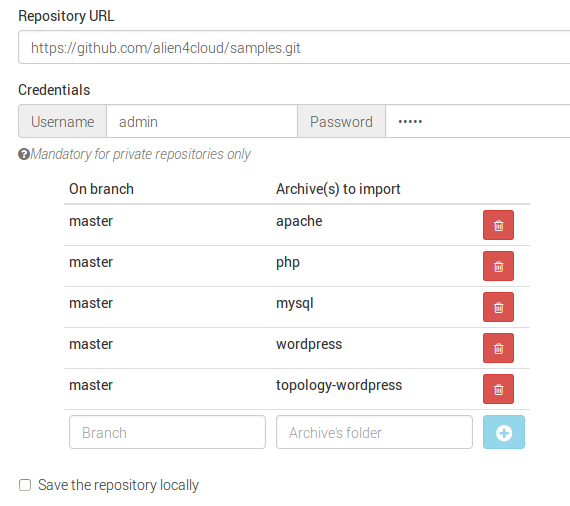 Repository URL
https://github.com/alien4cloud/samples.git
Credentials
Username admin Password •••••
Mandatory for private repositories only
On branch Archive(s) to import
master apache
master php
master mysql
master wordpress
master topology-wordpress
Branch Archive's folder
Save the repository locally